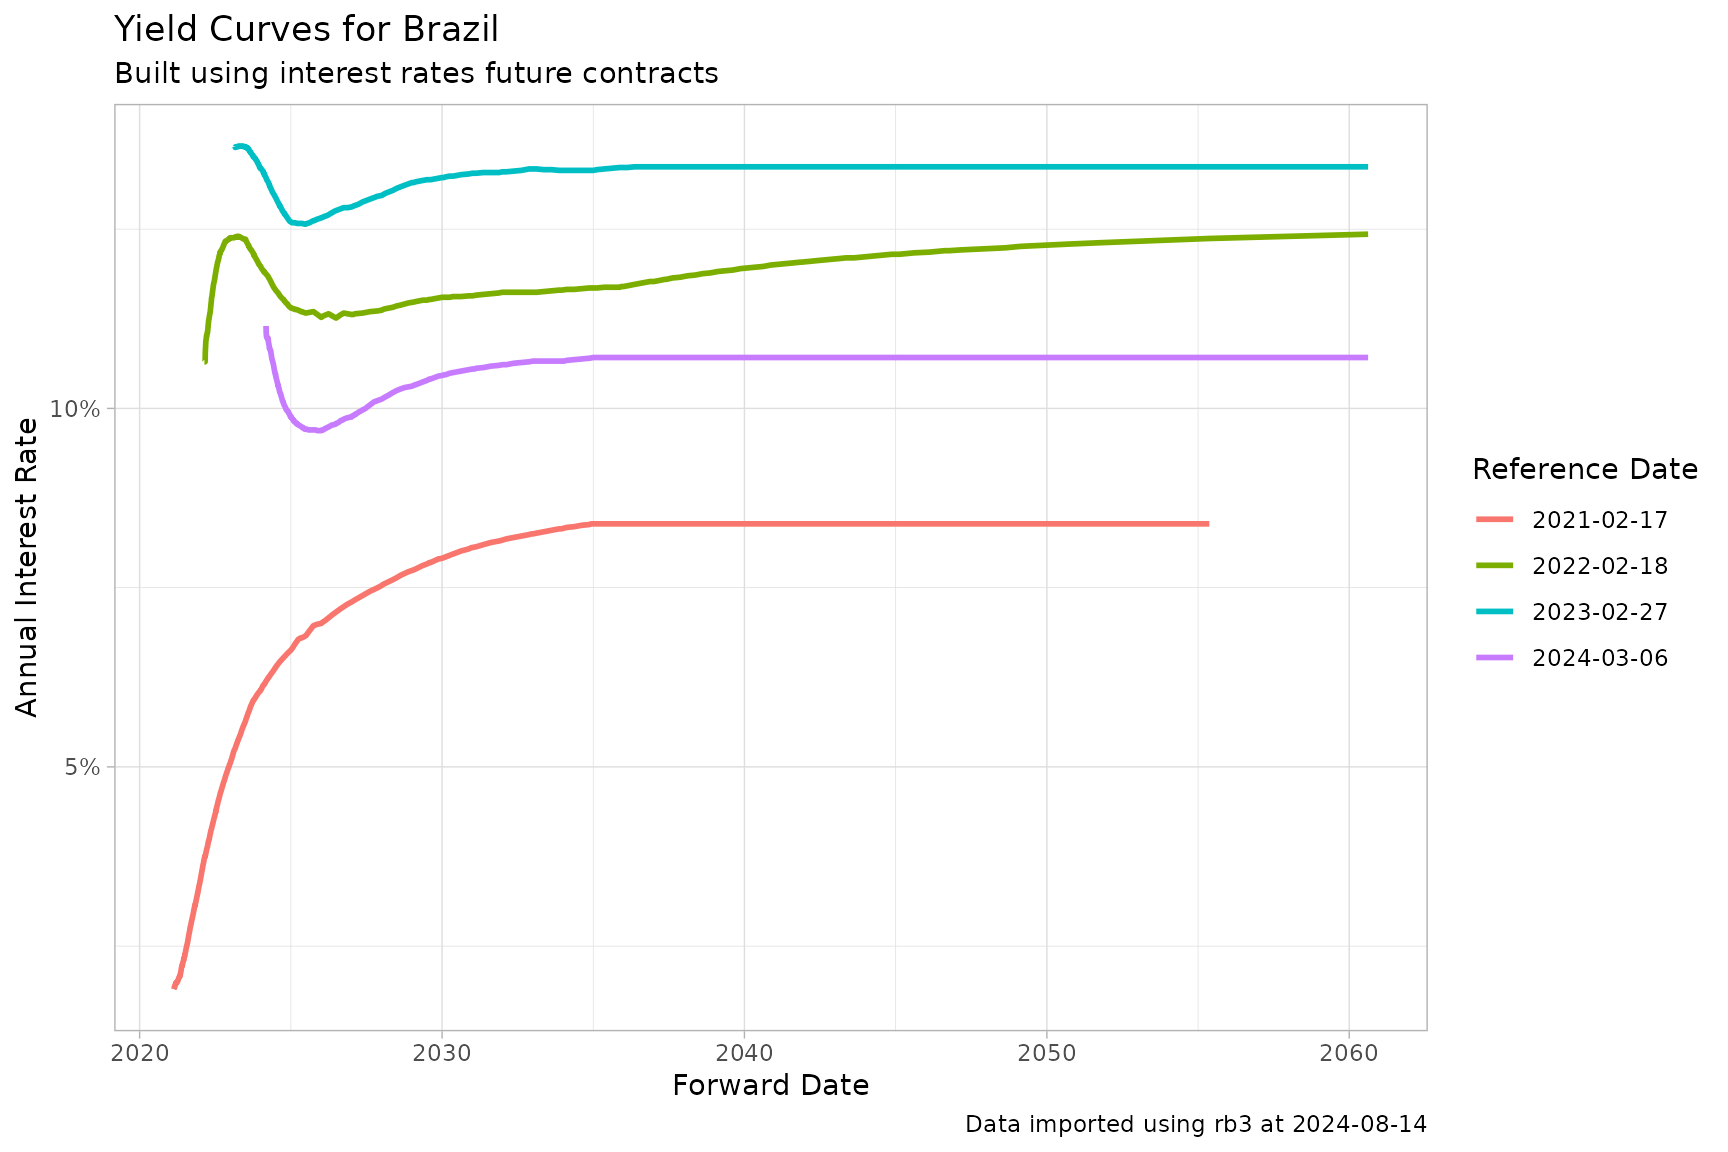 Yield Curves for Brazil
Built using interest rates future contracts
Annual Interest Rate
10%
5%
2020
2030
2040
2050
2060
Forward Date
Reference Date
2021-02-17
2022-02-18
2023-02-27
2024-03-06
Data imported using rb3 at 2024-08-14